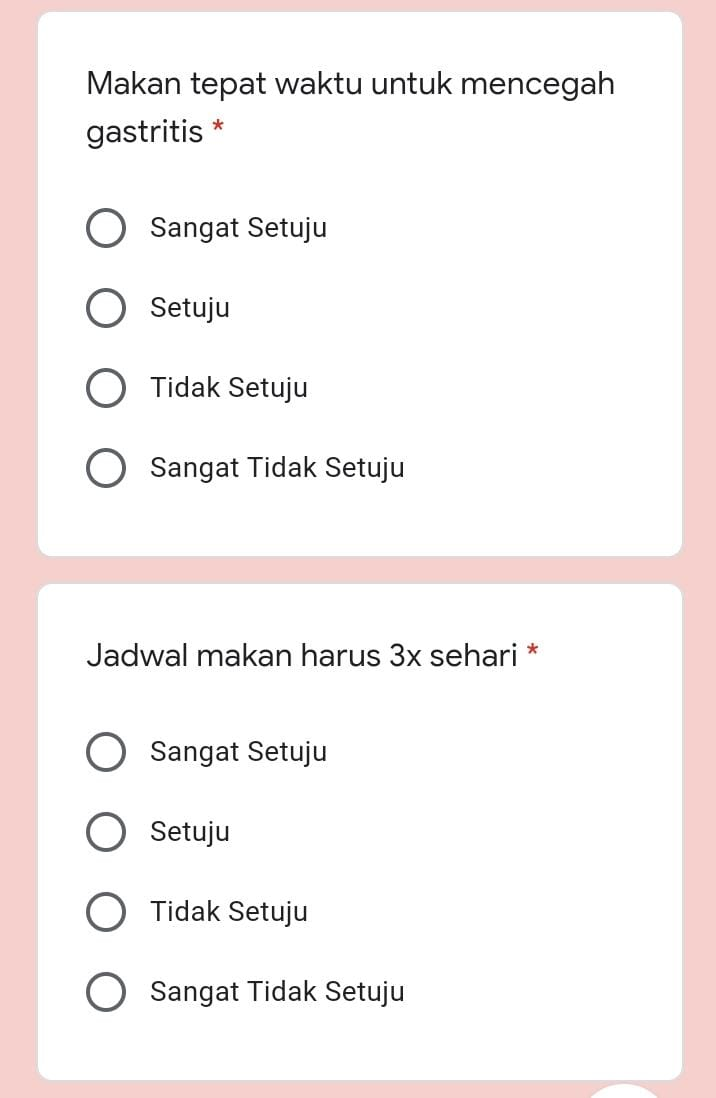 Makan tepat waktu untuk mencegah
gastritis *
Sangat Setuju
Setuju
Tidak Setuju
Sangat Tidak Setuju
Jadwal makan harus 3x sehari *
Sangat Setuju
Setuju
Tidak Setuju
Sangat Tidak Setuju